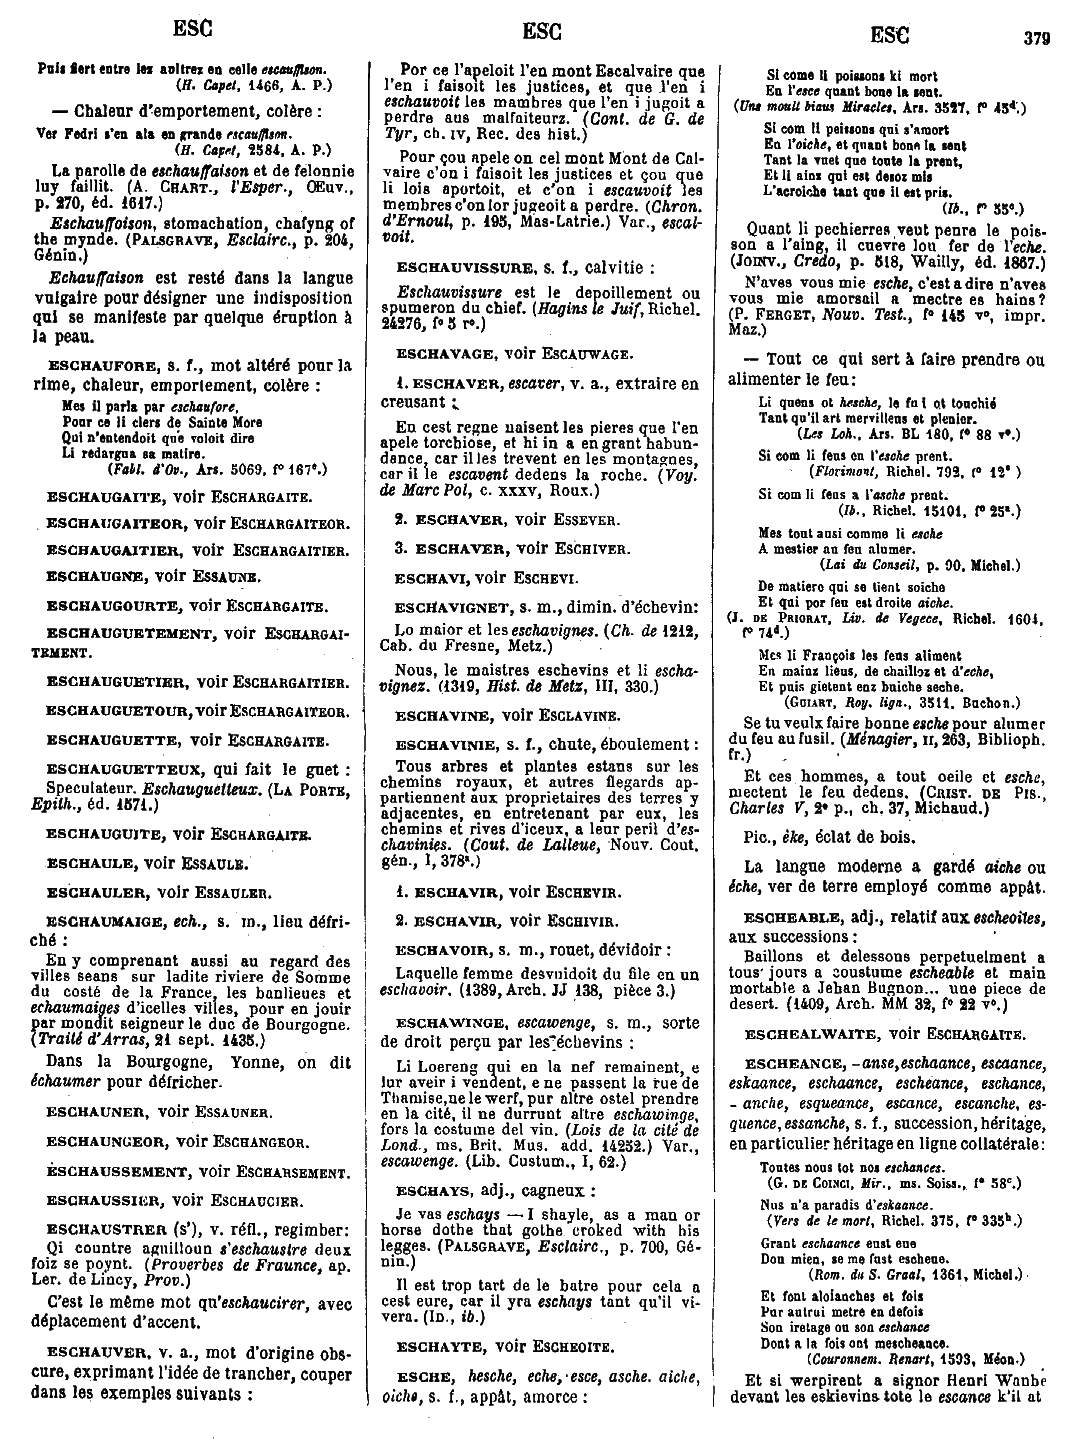 ESC
ESC
ESC
379
Puis fiert entre les aultres en celle escauffison.
(H. Capet, 1466, A. P.)
— Chaleur d'emportement, colère :
Ver Fedri s'en ala en grande escauffison.
(H. Capet, 2584, A. P.)
La parolle de eschauffaison et de felonnie
luy faillit. (A. CHART., l'Esper., Œuv.,
p. 270, éd. 1617.)
Eschauffoison, stomachation, chafyng of
the mynde. (PALSGRAVE, Esclairc., p. 204,
Génin.)
Echauffaison est resté dans la langue
vulgaire pour désigner une indisposition
qui se manifeste par quelque éruption à
la peau.
ESCHAUFORE, s. f., mot altéré pour la
rime, chaleur, emportement, colère :
Mes il parla par eschaufore,
Pour ce li clers de Sainte More
Qui n'entendoit que voloit dire
Li redargua sa matire.
(Fabl. d'Ov., Ars. 5069, f° 167e.)
ESCHAUGAITE, voir ESCHARGAITE.
ESCHAUGAITEOR, voir ESCHARGAITEOR.
ESCHAUGAITIER, voir ESCHARGAITIER.
ESCHAUGNE, voir ESSAUNE.
ESCHAUGOURTE, voir ESCHARGAITE.
ESCHAUGUETEMENT, voir ESCHARGAI-
TEMENT.
ESCHAUGUETIER, voir ESCHARGAITIER.
ESCHAUGUETOUR, voir ESCHARGAITEOR.
ESCHAUGUETTE, voir ESCHARGAITE.
ESCHAUGUETTEUX, qui fait le guet :
Speculateur. Eschauguetteux. (LA PORTE,
Epith., éd. 1571.)
ESCHAUGUITE, voir ESCHARGAITE.
ESCHAULE, voir ESSAULE.
ESCHAULER, voir ESSAULER.
ESCHAUMAIGE, ech., s. m., lieu défri-
ché :
En y comprenant aussi au regard des
villes seans sur ladite riviere de Somme
du costé de la France, les banlieues et
echaumaiges d'icelles villes, pour en jouir
par mondit seigneur le duc de Bourgogne.
(Traité d'Arras, 21 sept. 1435.)
Dans la Bourgogne, Yonne, on dit
échaumer pour défricher.
ESCHAUNER, voir ESSAUNER.
ESCHAUNGEOR, voir ESCHANGEOR.
ESCHAUSSEMENT, voir ESCHARSEMENT.
ESCHAUSSIER, voir ESCHAUCIER.
ESCHAUSTRER (s'), v. réfl., regimber:
Qi countre aguilloun s'eschaustre deux
foiz se poynt. (Proverbes de Fraunce, ap.
Ler. de Lincy, Prov.)
C'est le même mot qu'eschaucirer, avec
déplacement d'accent.
ESCHAUVER, v. a., mot d'origine obs-
cure, exprimant l'idée de trancher, couper
dans les exemples suivants :
Por ce l'apeloit l'en mont Escalvaire que
l'en i faisoit les justices, et que l'en i
eschauvoit les mambres que l'en i jugoit a
perdre aus malfaiteurz. (Cont. de G. de
Tyr, ch. IV, Rec. des hist.)
Pour çou apele on cel mont Mont de Cal-
vaire c'on i faisoit les justices et çou que
li lois aportoit, et c'on i escauvoit les
membres c'on lor jugeoit a perdre. (Chron.
d'Ernoul, p. 195, Mas-Latrie.) Var., escal-
voit.
ESCHAUVISSURE, s. f., calvitie :
Eschauvissure est le depoillement ou
spumeron du chief. (Hagins le Juif, Richel.
24276, f° 5 r°.)
ESCHAVAGE, voir ESCAUWAGE.
1. ESCHAVER, escaver, v. a., extraire en
creusant :
En cest regne naisent les pieres que l'en
apele torchiose, et hi in a en grant habun-
dance, car il les trevent en les montagnes,
car il le escavent dedens la roche. (Voy.
de Marc Pol, c. XXXV, Roux.)
2. ESCHAVER, voir ESSEVER.
3. ESCHAVER, voir ESCHIVER.
ESCHAVI, voir ESCHEVI.
ESCHAVIGNET, s. m., dimin. d'échevin:
Lo maior et les eschavignes. (Ch. de 1212,
Cab. du Fresne, Metz.)
Nous, le maistres eschevins et li escha-
vignez. (1319, Hist. de Metz, III, 330.)
ESCHAVINE, voir ESCLAVINE.
ESCHAVINIE, s. f., chute, éboulement :
Tous arbres et plantes estans sur les
chemins royaux, et autres flegards ap-
partiennent aux proprietaires des terres y
adjacentes, en entretenant par eux, les
chemins et rives d'iceux, a leur peril d'es-
chavinies. (Cout. de Lalleue, Nouv. Cout.
gén., I, 378a.)
1. ESCHAVIR, voir ESCHEVIR.
2. ESCHAVIR, voir ESCHIVIR.
ESCHAVOIR, s. m., rouet, dévidoir :
Laquelle femme desvuidoit du file en un
eschavoir. (1389, Arch. JJ 138, pièce 3.)
ESCHAWINGE, escawenge, s. m., sorte
de droit perçu par les échevins :
Li Loereng qui en la nef remainent, e
lur aveir i vendent, e ne passent la rue de
Thamise, ne le werf, pur altre ostel prendre
en la cité, il ne durrunt altre eschawinge,
fors la costume del vin. (Lois de la cité de
Lond., ms. Brit. Mus. add. 14252.) Var.,
escawenge. (Lib. Custum., I, 62.)
ESCHAYS, adj., cagneux :
Je vas eschays — I shayle, as a man or
horse dothe that gothe croked with his
legges. (PALSGRAVE, Esclairc., p. 700, Gé-
nin.)
Il est trop tart de le batre pour cela a
cest eure, car il yra eschays tant qu'il vi-
vera. (ID., ib.)
ESCHAYTE, voir ESCHEOITE.
ESCHE, hesche, eche, esce, asche, aiche,
oiche, s. f., appât, amorce :
Si come li poissons ki mort
En l'esce quant bone la sent.
(Uns moult biaus Miracles, Ars. 3527, f° 45d.)
Si com li peissons qui s'amort
En l'oiche, et quant bonn la sent
Tant la vuet que toute la prent,
Et li ainz qui est desoz mis
L'acroiche tant que il est pris.
(Ib., f° 55c.)
Quant li pechierres veut penre le pois-
son a l'aing, il cuevre lou fer de l'eche.
(JOINV., Credo, p. 518, Wailly, éd. 1867.)
N'aves vous mie esche, c'est a dire n'aves
vous mie amorsail a mectre es hains?
(P. FERGET, Nouv. Test., f° 145 v°, impr.
Maz.)
— Tout ce qui sert à faire prendre ou
alimenter le feu:
Li quens ot hesche, le fu i ot touchié
Tant qu'il art mervillens et plenier.
(Les Loh., Ars. BL 180, f° 88 v°.)
Si com li feus en l'esche prent.
(Florimont, Richel. 792, f° 12a )
Si com li feus a l'asche prent.
(Ib., Richel. 15101, f° 25a.)
Mes tout ausi comme li esche
A mestier au feu alumer.
(Lai du Conseil, p. 90, Michel.)
De matiere qui se tient soiche
Et qui por feu est droite aiche.
(J. DE PRIORAT, Liv. de Vegece, Richel. 1604,
f° 74d.)
Mes li François les feus aliment
En mainz lieus, de chailloz et d'eche,
Et puis gietent enz buiche seche.
(GUIART, Roy. lign., 3511, Buchon.)
Se tu veulx faire bonne esche pour alumer
du feu au fusil. (Ménagier, II, 263, Biblioph.
fr.)
Et ces hommes, a tout oeile et esche,
mectent le feu dedens. (CRIST. DE PIS.,
Charles V, 2e p., ch. 37, Michaud.)
Pic., èke, éclat de bois.
La langue moderne a gardé aiche ou
éche, ver de terre employé comme appât.
ESCHEABLE, adj., relatif aux escheoites,
aux successions :
Baillons et delessons perpetuelment a
tous jours a coustume escheable et main
mortable a Jehan Bugnon... une piece de
desert. (1409, Arch. MM 32, f° 22 v°.)
ESCHEALWAITE, voir ESCHARGAITE.
ESCHEANCE, - anse, eschaance, escaance,
eskaance, eschaance, escheance, eschance,
- anche, esqueance, escance, escanche, es-
quence, essanche, s. f., succession, héritage,
en particulier héritage en ligne collatérale :
Toutes nous tot nos eschances.
(G. DE COINCI, Mir., ms. Soiss., f° 58c.)
Nus n'a paradis d'eskaance.
(Vers de le mort, Richel. 375, f° 335b.)
Grant eschaance eust eue
Dou mien, se me fust escheue.
(Rom. du S. Graal, 1361, Michel.)
Et font aloianches et fois
Pur autrui metre en defois
Son iretage ou son eschance
Dont a la fois ont mescheance.
(Couronnem. Renart, 1593, Méon.)
Et si werpirent a signor Henri Wanbe
devant les eskievins tote le escance k'il at